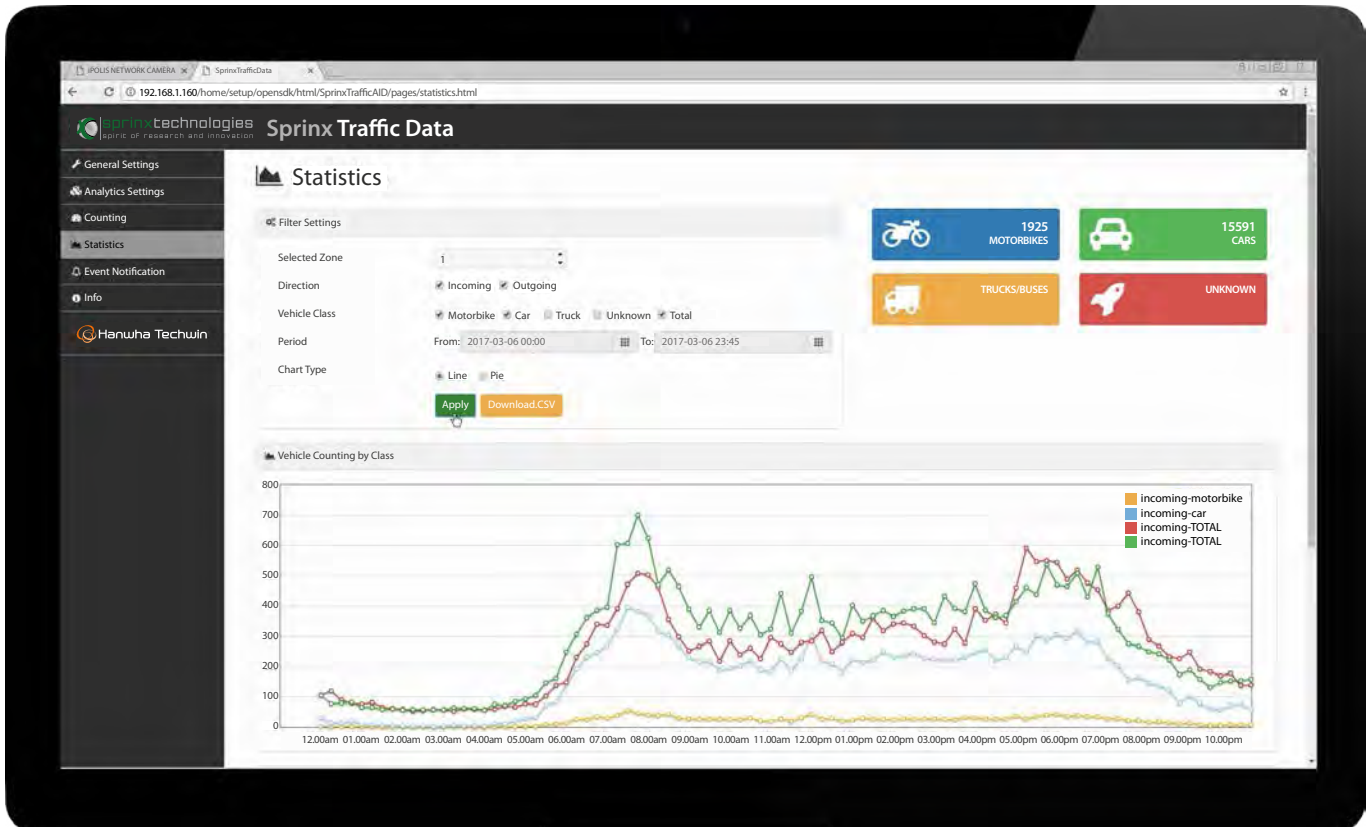 iPOLIS NETWORK CAMERA
SprinxTrafficData
192.168.1.160/home/setup/opensdk/html/SprinxTrafficAID/pages/statistics.html
sprinxtechnologies
spirit of research and innovation
Sprinx Traffic Data
General Settings
Analytics Settings
Counting
Statistics
Event Notification
Info
Hanwha Techwin
Statistics
Filter Settings
Selected Zone 1
Direction Incoming Outgoing
Vehicle Class Motorbike Car Truck Unknown Total
Period From: 2017-03-06 00:00 To: 2017-03-06 23:45
Chart Type Line Pie
Apply Download.CSV
1925
MOTORBIKES
15591
CARS
TRUCKS/BUSES
UNKNOWN
Vehicle Counting by Class
800
700
600
500
400
300
200
100
0
incoming-motorbike
incoming-car
incoming-TOTAL
incoming-TOTAL
12.00am 01.00am 02.00am 03.00am 04.00am 05.00am 06.00am 07.00am 08.00am 09.00am 10.00am 11.00am 12.00pm 01.00pm 02.00pm 03.00pm 04.00pm 05.00pm 06.00pm 07.00pm 08.00pm 09.00pm 10.00pm